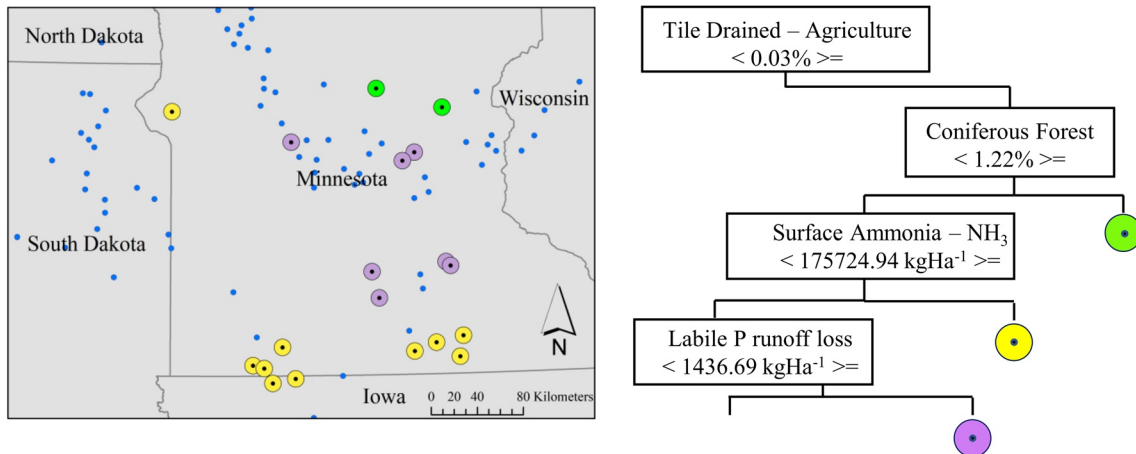 North Dakota
Wisconsin
Minnesota
South Dakota
N
Iowa
0 20 40 80 Kilometers
Tile Drained – Agriculture
< 0.03% >=
Coniferous Forest
< 1.22% >=
Surface Ammonia – NH₃
< 175724.94 kgHa⁻¹ >=
Labile P runoff loss
< 1436.69 kgHa⁻¹ >=